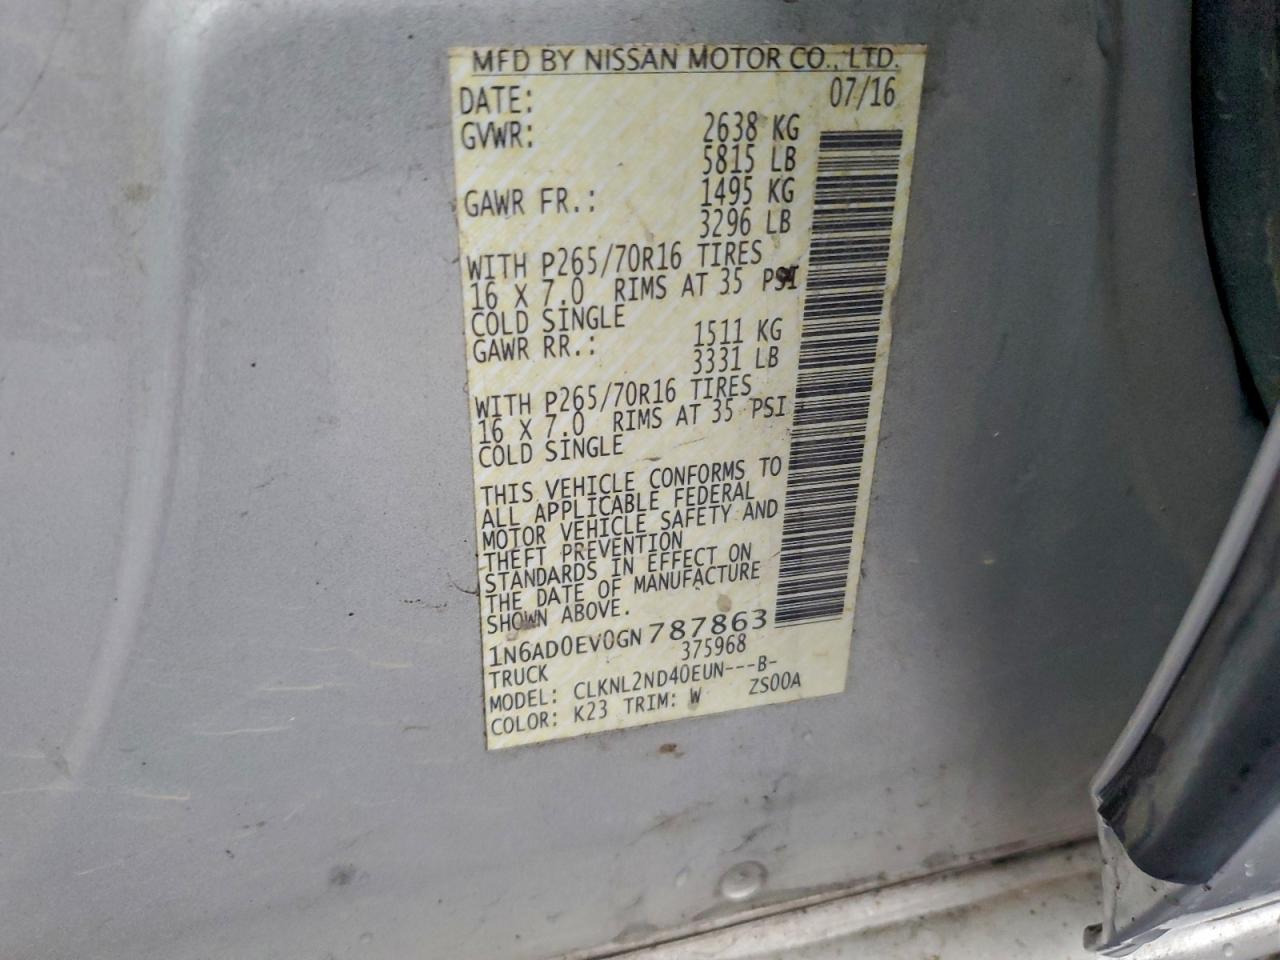 MFD BY NISSAN MOTOR CO., LTD.
DATE: 07/16
GVWR: 2638 KG
5815 LB
GAWR FR.: 1495 KG
3296 LB
WITH P265/70R16 TIRES
16 X 7.0 RIMS AT 35 PSI
COLD SINGLE
GAWR RR.: 1511 KG
3331 LB
WITH P265/70R16 TIRES
16 X 7.0 RIMS AT 35 PSI
COLD SINGLE
THIS VEHICLE CONFORMS TO
ALL APPLICABLE FEDERAL
MOTOR VEHICLE SAFETY AND
THEFT PREVENTION
STANDARDS IN EFFECT ON
THE DATE OF MANUFACTURE
SHOWN ABOVE.
1N6AD0EV0GN787863
TRUCK 375968
MODEL: CLKNL2ND40EUN---B-
COLOR: K23 TRIM: W ZS00A